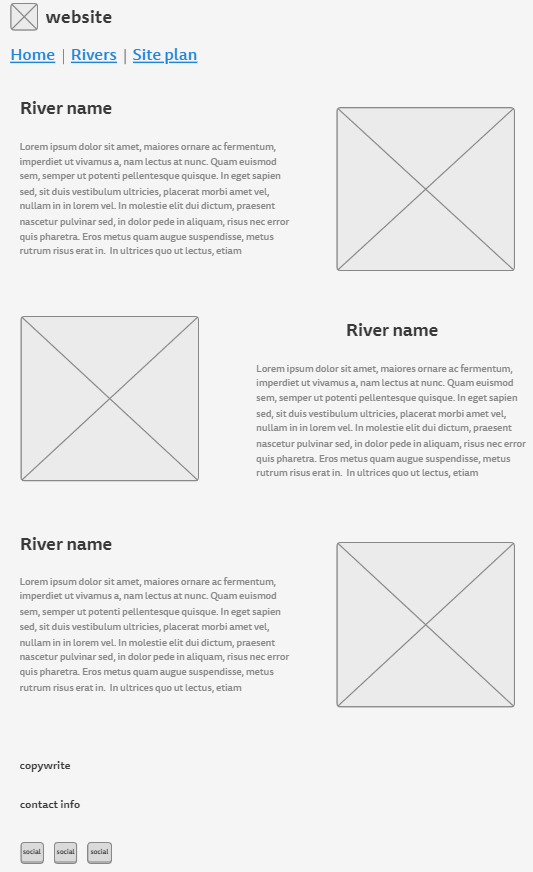 website
Home | Rivers | Site plan
River name
Lorem ipsum dolor sit amet, maiores ornare ac fermentum,
imperdiet ut vivamus a, nam lectus at nunc. Quam euismod
sem, semper ut potenti pellentesque quisque. In eget sapien
sed, sit duis vestibulum ultricies, placerat morbi amet vel,
nullam in in lorem vel. In molestie elit dui dictum, praesent
nascetur pulvinar sed, in dolor pede in aliquam, risus nec error
quis pharetra. Eros metus quam augue suspendisse, metus
rutrum risus erat in.  In ultrices quo ut lectus, etiam
River name
Lorem ipsum dolor sit amet, maiores ornare ac fermentum,
imperdiet ut vivamus a, nam lectus at nunc. Quam euismod
sem, semper ut potenti pellentesque quisque. In eget sapien
sed, sit duis vestibulum ultricies, placerat morbi amet vel,
nullam in in lorem vel. In molestie elit dui dictum, praesent
nascetur pulvinar sed, in dolor pede in aliquam, risus nec error
quis pharetra. Eros metus quam augue suspendisse, metus
rutrum risus erat in.  In ultrices quo ut lectus, etiam
River name
Lorem ipsum dolor sit amet, maiores ornare ac fermentum,
imperdiet ut vivamus a, nam lectus at nunc. Quam euismod
sem, semper ut potenti pellentesque quisque. In eget sapien
sed, sit duis vestibulum ultricies, placerat morbi amet vel,
nullam in in lorem vel. In molestie elit dui dictum, praesent
nascetur pulvinar sed, in dolor pede in aliquam, risus nec error
quis pharetra. Eros metus quam augue suspendisse, metus
rutrum risus erat in.  In ultrices quo ut lectus, etiam
copywrite
contact info
social social social